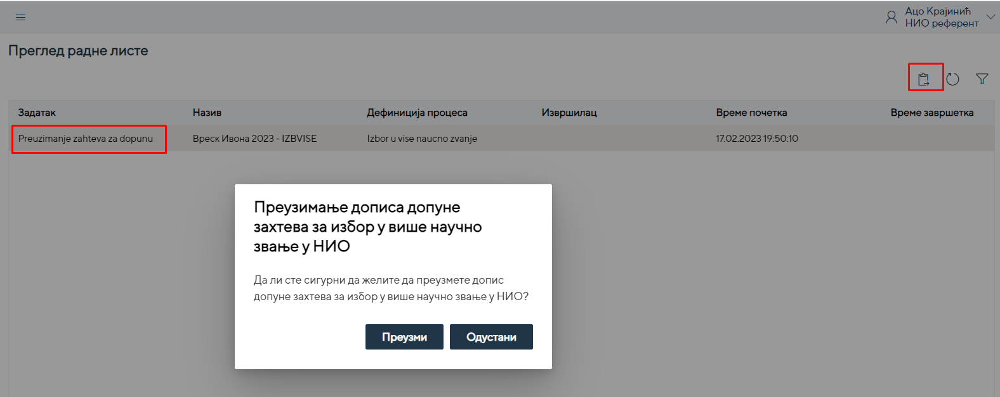 Ацо Крајинић
НИО референт
Преглед радне листе
Задатак Назив Дефиниција процеса Извршилац Време почетка Време завршетка
Preuzimanje zahteva za dopunu Вреск Ивона 2023 - IZBVISE Izbor u vise naucno zvanje 17.02.2023 19:50:10
Преузимање дописа допуне
захтева за избор у више научно
звање у НИО
Да ли сте сигурни да желите да преузмете допис
допуне захтева за избор у више научно звање у НИО?
Преузми Одустани